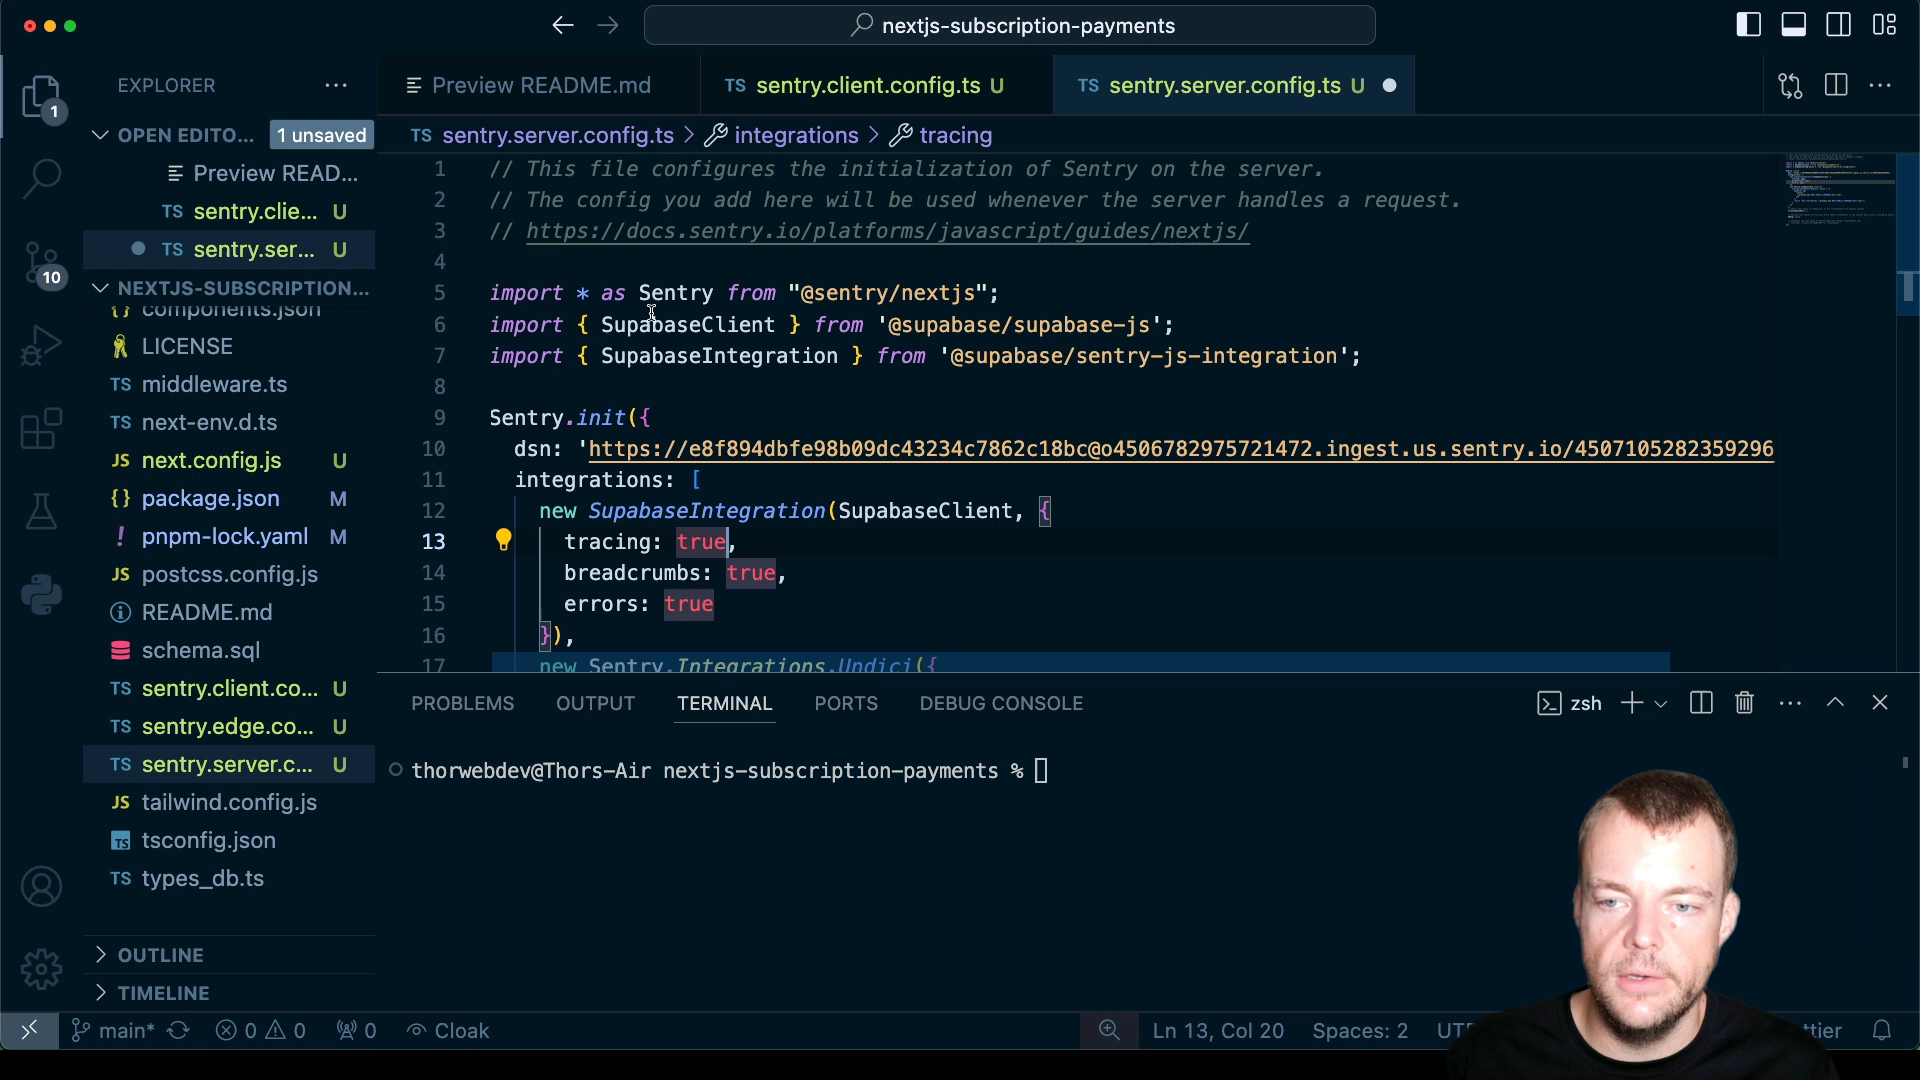 nextjs-subscription-payments
EXPLORER
Preview README.md
TS sentry.client.config.ts U
TS sentry.server.config.ts U
1
OPEN EDITO... 1 unsaved
Preview READ...
TS sentry.clie... U
TS sentry.ser... U
10
NEXTJS-SUBSCRIPTION...
{} components.json
LICENSE
TS middleware.ts
TS next-env.d.ts
JS next.config.js U
{} package.json M
! pnpm-lock.yaml M
JS postcss.config.js
README.md
schema.sql
TS sentry.client.co... U
TS sentry.edge.co... U
TS sentry.server.c... U
JS tailwind.config.js
TS tsconfig.json
TS types_db.ts
OUTLINE
TIMELINE
TS sentry.server.config.ts > integrations > tracing
1 // This file configures the initialization of Sentry on the server.
2 // The config you add here will be used whenever the server handles a request.
3 // https://docs.sentry.io/platforms/javascript/guides/nextjs/
4
5 import * as Sentry from "@sentry/nextjs";
6 import { SupabaseClient } from '@supabase/supabase-js';
7 import { SupabaseIntegration } from '@supabase/sentry-js-integration';
8
9 Sentry.init({
10 dsn: 'https://e8f894dbfe98b09dc43234c7862c18bc@o4506782975721472.ingest.us.sentry.io/4507105282359296
11 integrations: [
12 new SupabaseIntegration(SupabaseClient, {
13 tracing: true,
14 breadcrumbs: true,
15 errors: true
16 }),
17 new Sentry.Integrations.Undici({
PROBLEMS OUTPUT TERMINAL PORTS DEBUG CONSOLE
zsh
thorwebdev@Thors-Air nextjs-subscription-payments %
main* 0 0 0 Cloak
Ln 13, Col 20 Spaces: 2